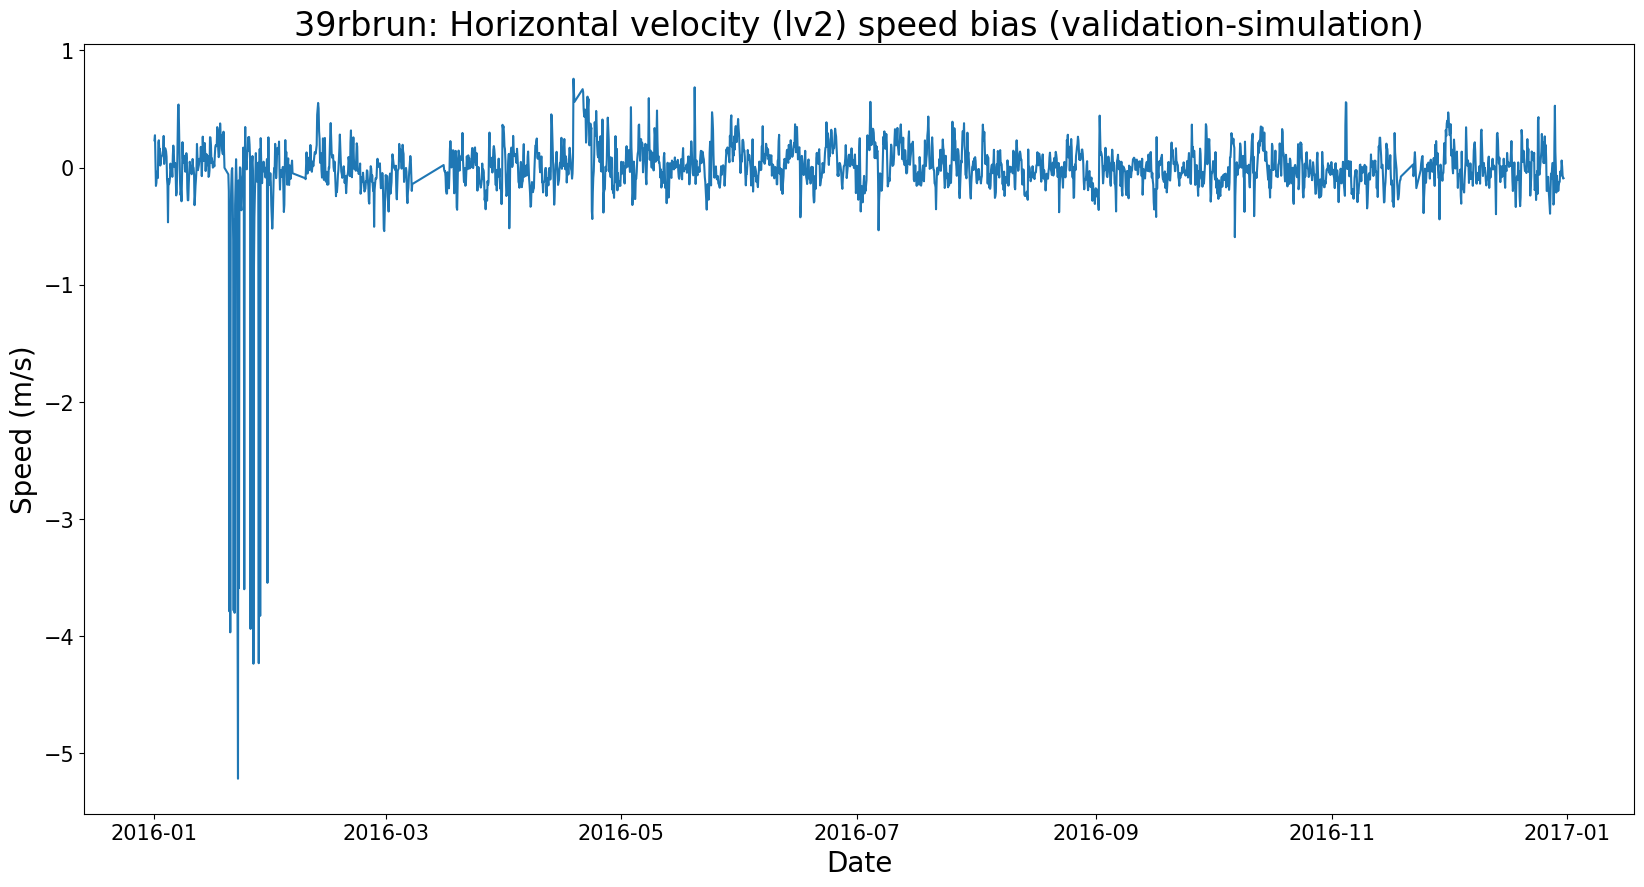 39rbrun: Horizontal velocity (lv2) speed bias (validation-simulation)
Speed (m/s)
1
0
−1
−2
−3
−4
−5
2016-01 2016-03 2016-05 2016-07 2016-09 2016-11 2017-01
Date